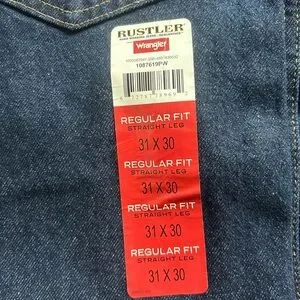 RUSTLER
Wrangler
1087619PW
REGULAR FIT
STRAIGHT LEG
31 X 30
REGULAR FIT
STRAIGHT LEG
31 X 30
REGULAR FIT
STRAIGHT LEG
31 X 30
REGULAR FIT
STRAIGHT LEG
31 X 30